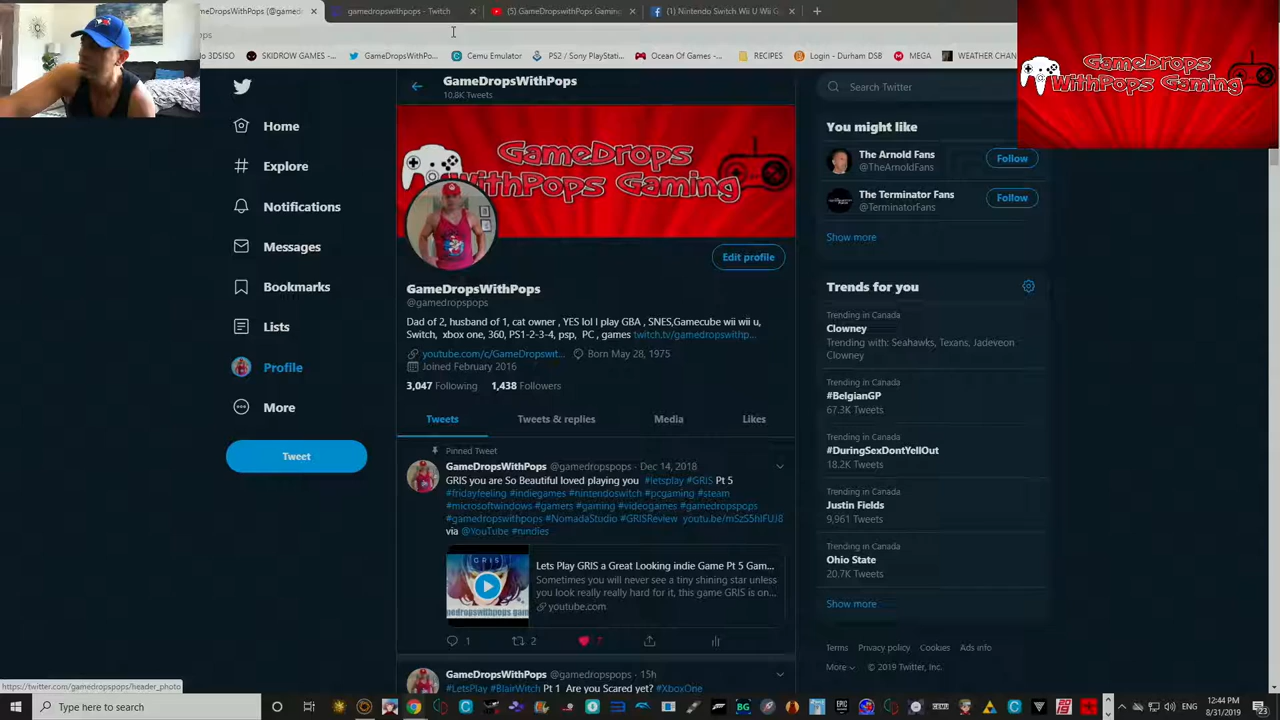 GameDropsWithPops (@gamedr
gamedropswithpops - Twitch
(5) GameDropsWithPops Gaming
(1) Nintendo Switch Wii U Wii G
3DSISO
SKIDROW GAMES -...
GameDropsWithPo...
Cemu Emulator
PS2 / Sony PlayStati...
Ocean Of Games -...
RECIPES
Login - Durham DSB
MEGA
WEATHER CHAN
GameDrops
WithPops Gaming
GameDropsWithPops
10.8K Tweets
Home
Explore
Notifications
Messages
Bookmarks
Lists
Profile
More
Tweet
GameDrops
WithPops Gaming
Edit profile
GameDropsWithPops
@gamedropspops
Dad of 2, husband of 1, cat owner , YES lol I play GBA , SNES,Gamecube wii wii u,
Switch, xbox one, 360, PS1-2-3-4, psp, PC , games twitch.tv/gamedropswithp...
youtube.com/c/GameDropswit... Born May 28, 1975
Joined February 2016
3,047 Following 1,438 Followers
Tweets Tweets & replies Media Likes
Pinned Tweet
GameDropsWithPops @gamedropspops · Dec 14, 2018
GRIS you are So Beautiful loved playing you #letsplay #GRIS Pt 5
#fridayfeeling #indiegames #nintendoswitch #pcgaming #steam
#microsoftwindows #gamers #gaming #videogames #gamedropspops
#gamedropswithpops #NomadaStudio #GRISReview youtu.be/mSzS5hIFUJ8
via @YouTube #nindies
GRIS
Lets Play GRIS a Great Looking indie Game Pt 5 Gam...
Sometimes you will never see a tiny shining star unless
you look really really hard for it, this game GRIS is on...
youtube.com
1 2 7
GameDropsWithPops @gamedropspops · 15h
#LetsPlay #BlairWitch Pt 1 Are you Scared yet? #XboxOne
Search Twitter
You might like
The Arnold Fans
@TheArnoldFans
Follow
The Terminator Fans
@TerminatorFans
Follow
Show more
Trends for you
Trending in Canada
Clowney
Trending with: Seahawks, Texans, Jadeveon
Clowney
Trending in Canada
#BelgianGP
67.3K Tweets
Trending in Canada
#DuringSexDontYellOut
18.2K Tweets
Trending in Canada
Justin Fields
9,961 Tweets
Trending in Canada
Ohio State
20.7K Tweets
Show more
Terms Privacy policy Cookies Ads info
More © 2019 Twitter, Inc.
https://twitter.com/gamedropspops/header_photo
Type here to search
12:44 PM
8/31/2019
23